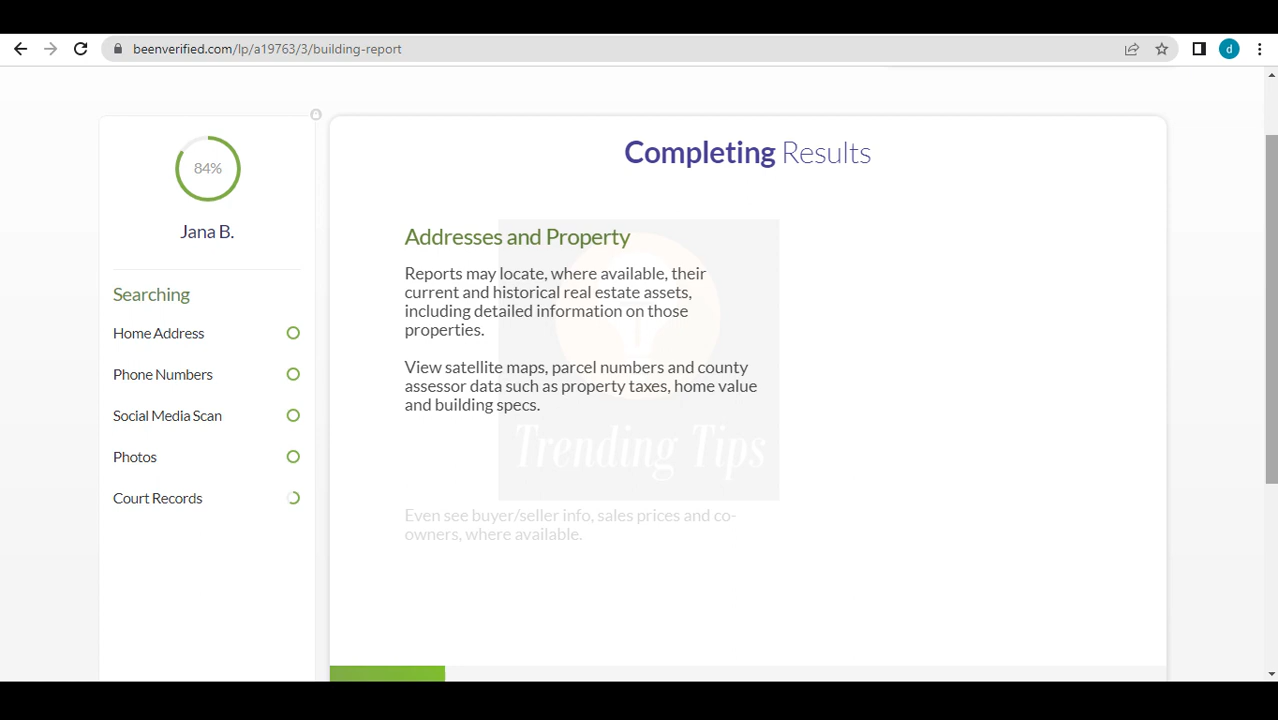 beenverified.com/lp/a19763/3/building-report
d
84%
Jana B.
Searching
Home Address
Phone Numbers
Social Media Scan
Photos
Court Records
Completing Results
Addresses and Property
Reports may locate, where available, their
current and historical real estate assets,
including detailed information on those
properties.
View satellite maps, parcel numbers and county
assessor data such as property taxes, home value
and building specs.
Trending Tips
Even see buyer/seller info, sales prices and co-
owners, where available.